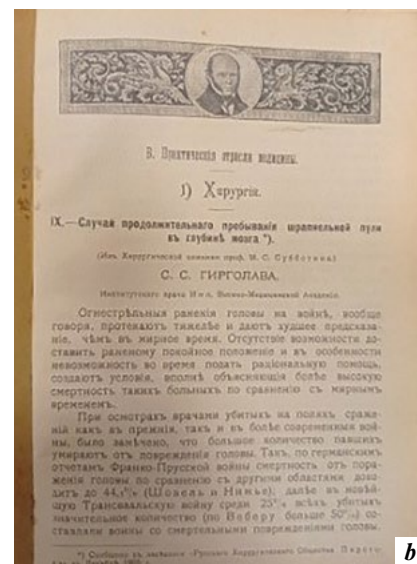 В. Практическія отрасли медицины.
1) Хирургія.
IX.—Случай продолжительнаго пребыванія шрапнельной пули
въ глубинѣ мозга *).
(Изъ Хирургической клиники проф. М. С. Субботина)
С. С. ГИРГОЛАВА.
Институтскаго врача Имп. Военно-Медицинской Академіи.
Огнестрѣльныя раненія головы на войнѣ, вообще
говоря, протекаютъ тяжелѣе и даютъ худшее предсказа-
ніе, чѣмъ въ мирное время. Отсутствіе возможности до-
ставить раненому покойное положеніе и въ особенности
невозможность во время подать раціональную помощь,
создаютъ условія, вполнѣ объясняющія болѣе высокую
смертность такихъ больныхъ по сравненію съ мирнымъ
временемъ.
При осмотрахъ врачами убитыхъ на поляхъ сраже-
ній какъ въ прежнія, такъ и въ болѣе современныя вой-
ны, было замѣчено, что большее количество павшихъ
умираютъ отъ поврежденія головы. Такъ, по германскимъ
отчетамъ Франко-Прусской войны смертность отъ пора-
женія головы по сравненію съ другими областями дохо-
дитъ до 44,1% (Шовель и Нимье); далѣе въ новѣй-
шую Трансваальскую войну среди 25% всѣхъ убитыхъ
значительное количество (по Веберу больше 50%) со-
ставляли войны со смертельными поврежденіями головы.
*) Сообщено въ засѣданіи «Русскаго Хирургическаго Общества Пирого-
b